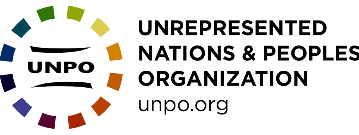 UNPO
UNREPRESENTED
NATIONS & PEOPLES
ORGANIZATION
unpo.org